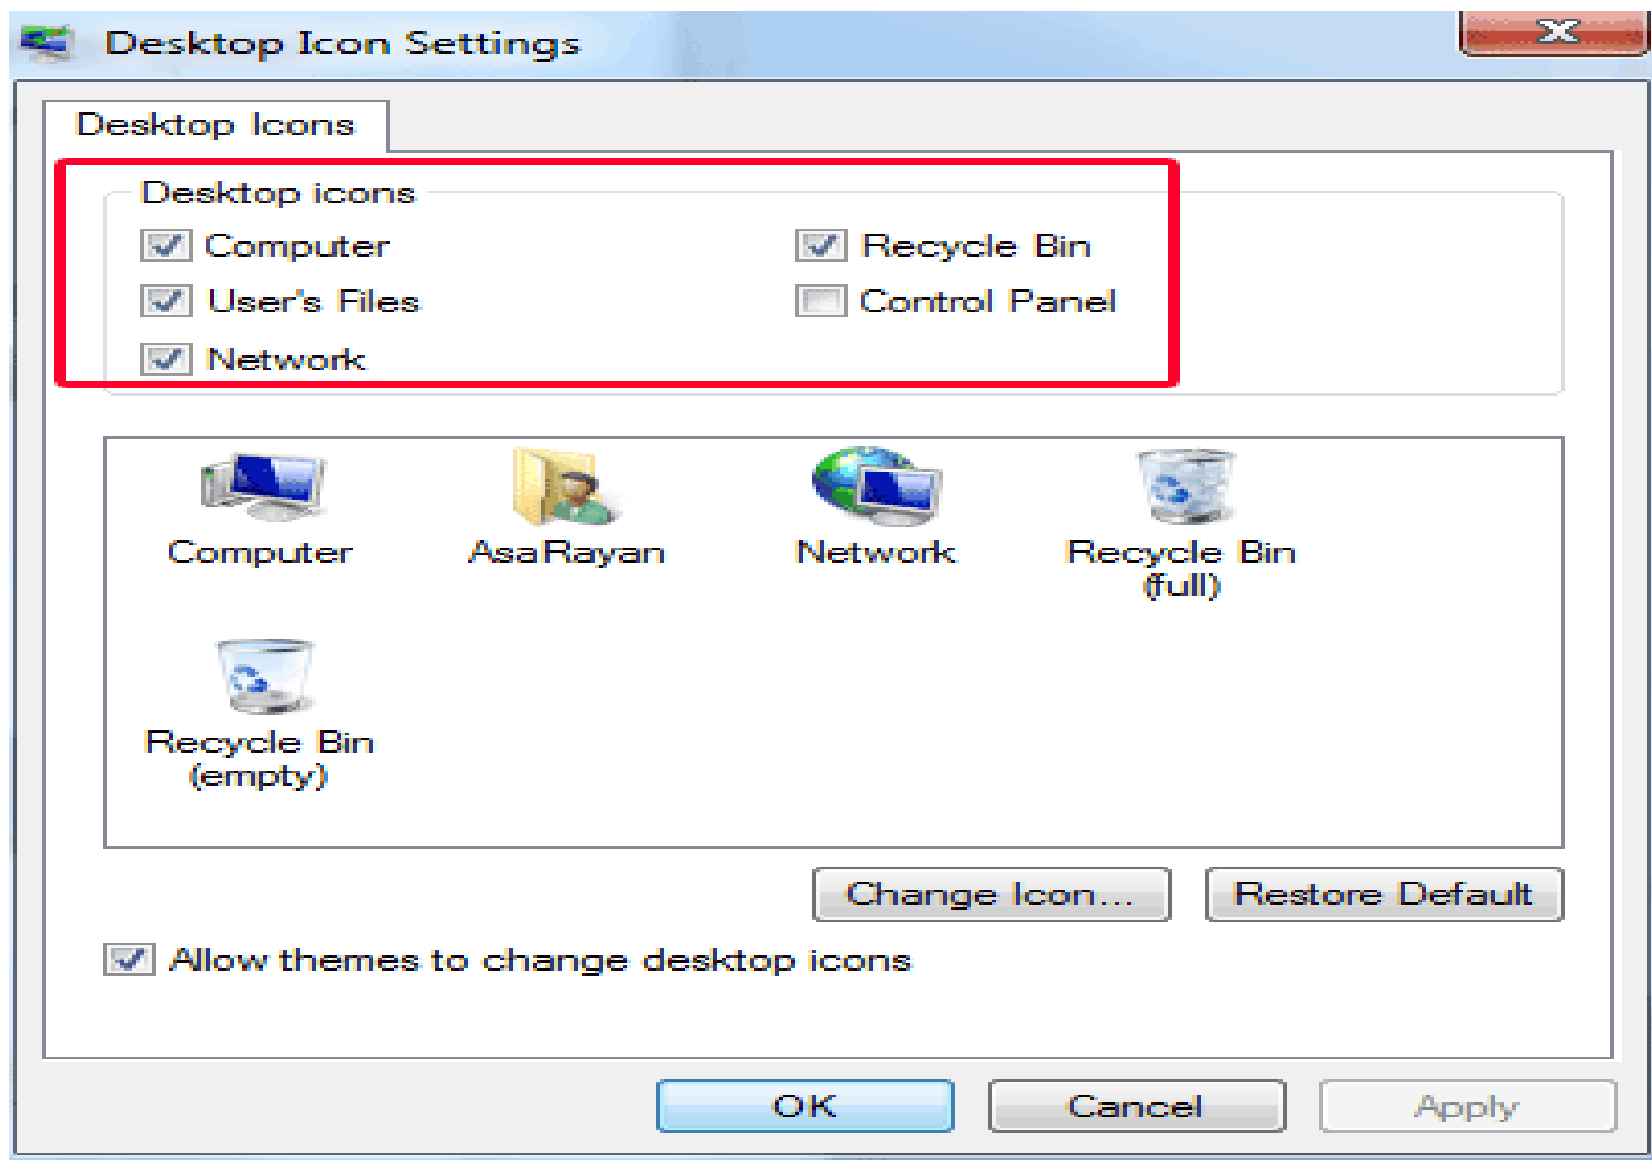 Desktop Icon Settings
Desktop Icons
Desktop icons
Computer
Recycle Bin
User's Files
Control Panel
Network
Computer
AsaRayan
Network
Recycle Bin
(full)
Recycle Bin
(empty)
Change Icon...
Restore Default
Allow themes to change desktop icons
OK
Cancel
Apply